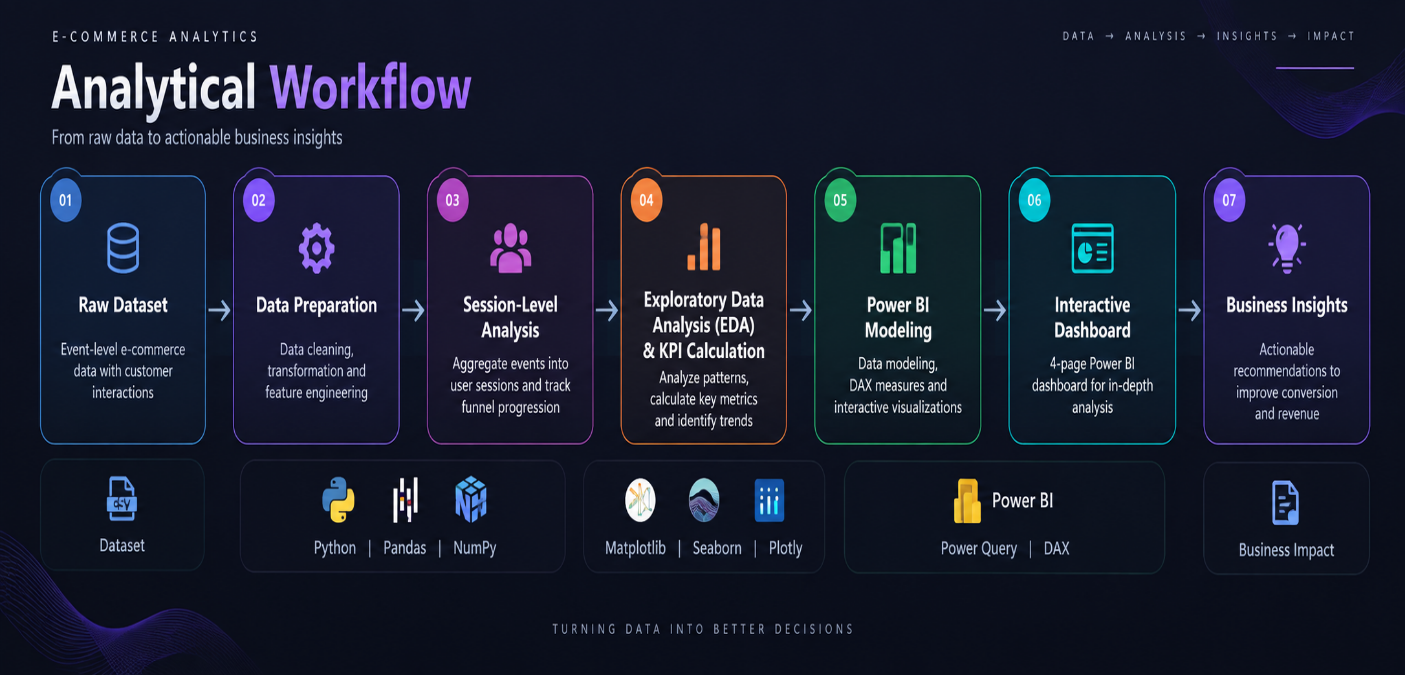 E-COMMERCE ANALYTICS
DATA → ANALYSIS → INSIGHTS → IMPACT
Analytical Workflow
From raw data to actionable business insights
01
Raw Dataset
Event-level e-commerce
data with customer
interactions
02
Data Preparation
Data cleaning,
transformation and
feature engineering
03
Session-Level
Analysis
Aggregate events into
user sessions and track
funnel progression
04
Exploratory Data
Analysis (EDA)
& KPI Calculation
Analyze patterns,
calculate key metrics
and identify trends
05
Power BI
Modeling
Data modeling,
DAX measures and
interactive visualizations
06
Interactive
Dashboard
4-page Power BI
dashboard for in-depth
analysis
07
Business Insights
Actionable
recommendations to
improve conversion
and revenue
CSV
Dataset
Python | Pandas | NumPy
Matplotlib | Seaborn | Plotly
Power BI
Power Query | DAX
Business Impact
TURNING DATA INTO BETTER DECISIONS